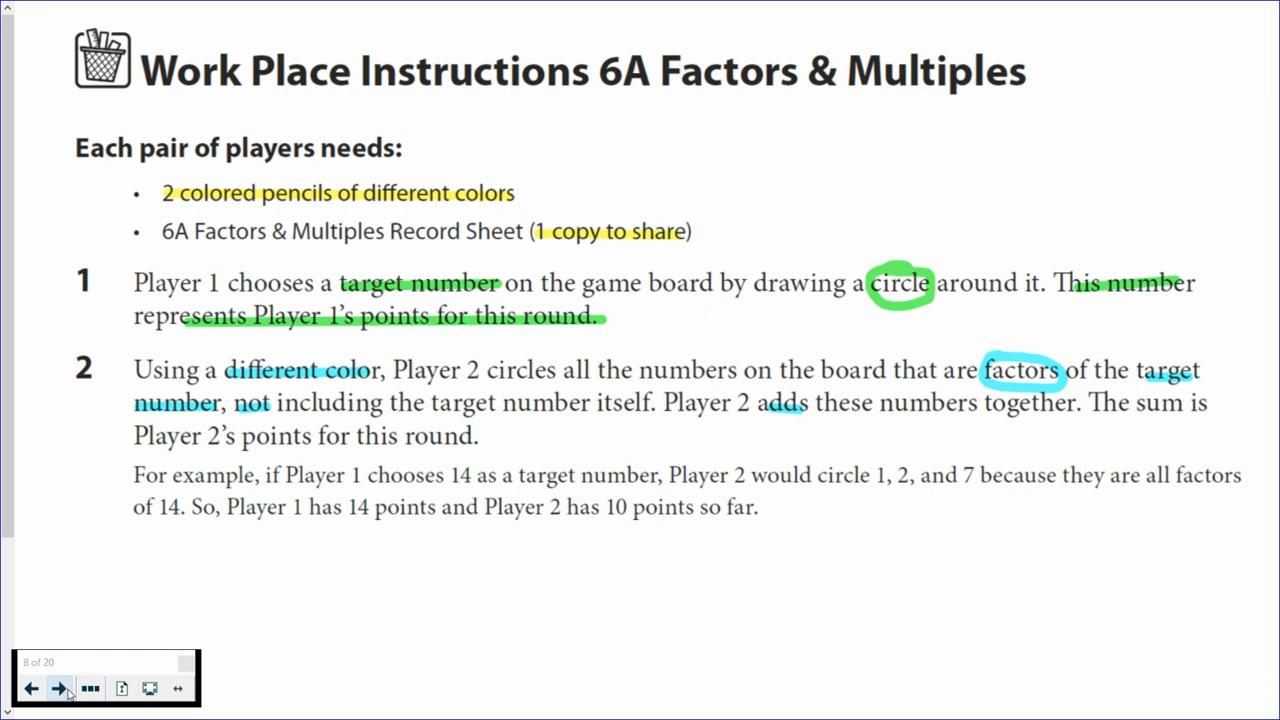 Work Place Instructions 6A Factors & Multiples
Each pair of players needs:
• 2 colored pencils of different colors
• 6A Factors & Multiples Record Sheet (1 copy to share)
1 Player 1 chooses a target number on the game board by drawing a circle around it. This number
represents Player 1’s points for this round.
2 Using a different color, Player 2 circles all the numbers on the board that are factors of the target
number, not including the target number itself. Player 2 adds these numbers together. The sum is
Player 2’s points for this round.
For example, if Player 1 chooses 14 as a target number, Player 2 would circle 1, 2, and 7 because they are all factors
of 14. So, Player 1 has 14 points and Player 2 has 10 points so far.
8 of 20